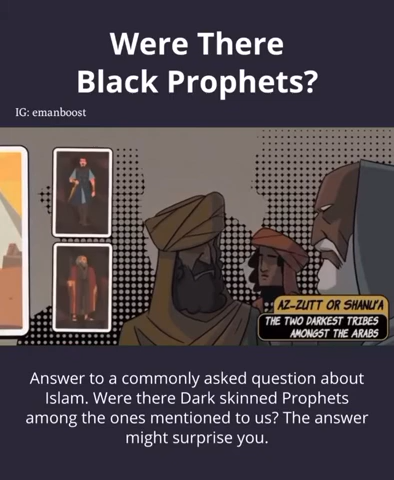 Were There
Black Prophets?
IG: emanboost
AZ-ZUTT OR SHANU'A
THE TWO DARKEST TRIBES
AMONGST THE ARABS
Answer to a commonly asked question about
Islam. Were there Dark skinned Prophets
among the ones mentioned to us? The answer
might surprise you.